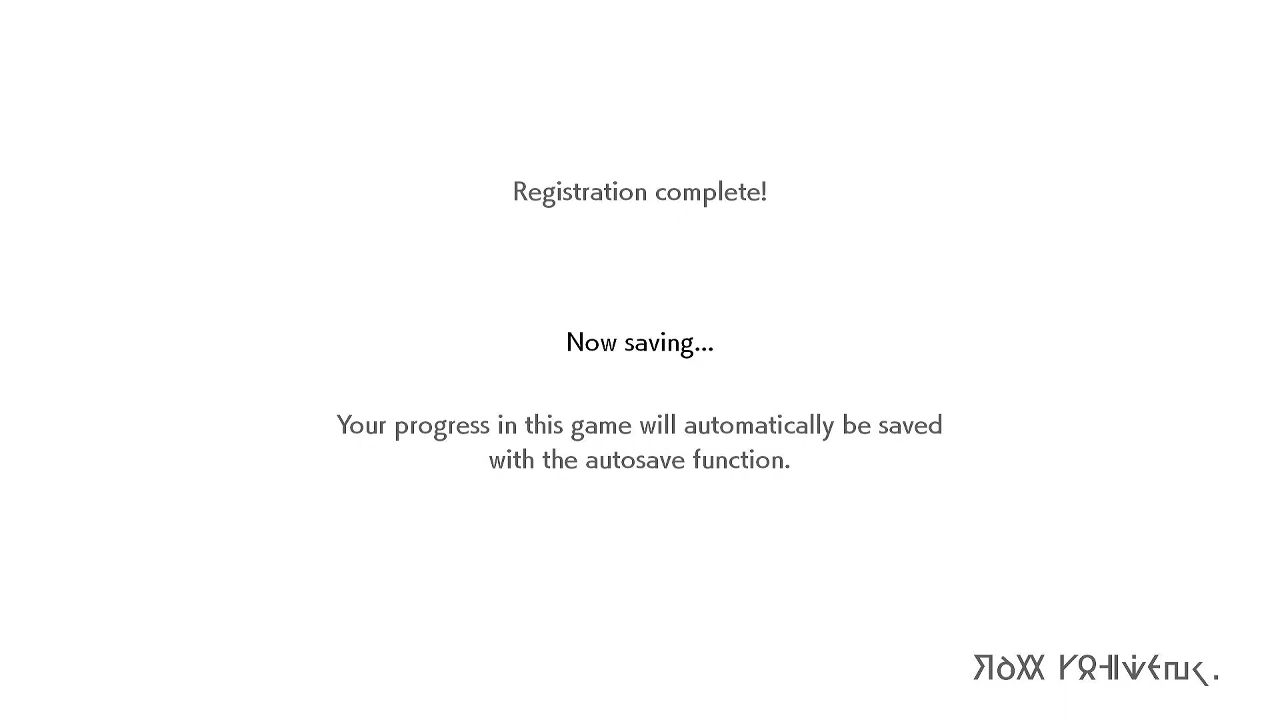 Registration complete!
Now saving...
Your progress in this game will automatically be saved
with the autosave function.